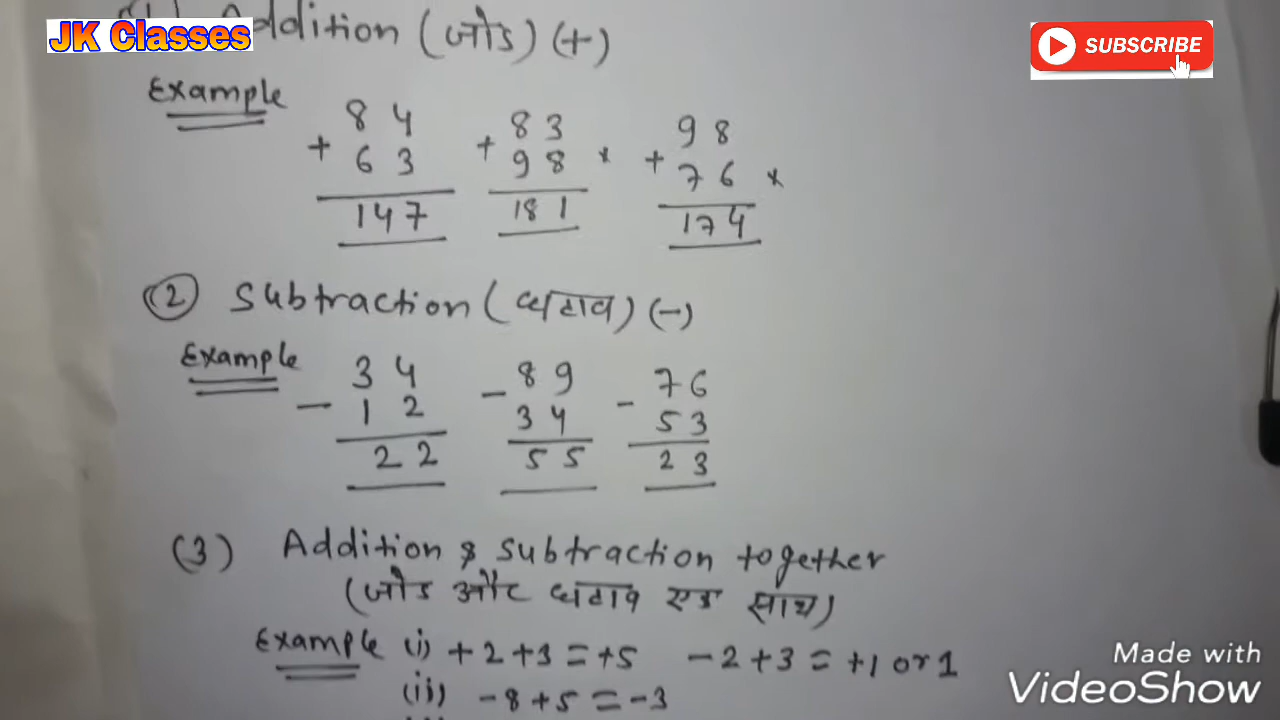 Addition (जोड) (+)
JK Classes
SUBSCRIBE
Example
84 83 98
+ 63 + 98 * + 76 *
147 181 174
(2) Subtraction (घटाव) (-)
Example
34 89 76
- 12 - 34 - 53
22 55 23
(3) Addition & subtraction together
(जोड और घटाव एक साथ)
Example (i) +2+3=+5 -2+3=+1 or 1
(ii) -8+5=-3
Made with
VideoShow